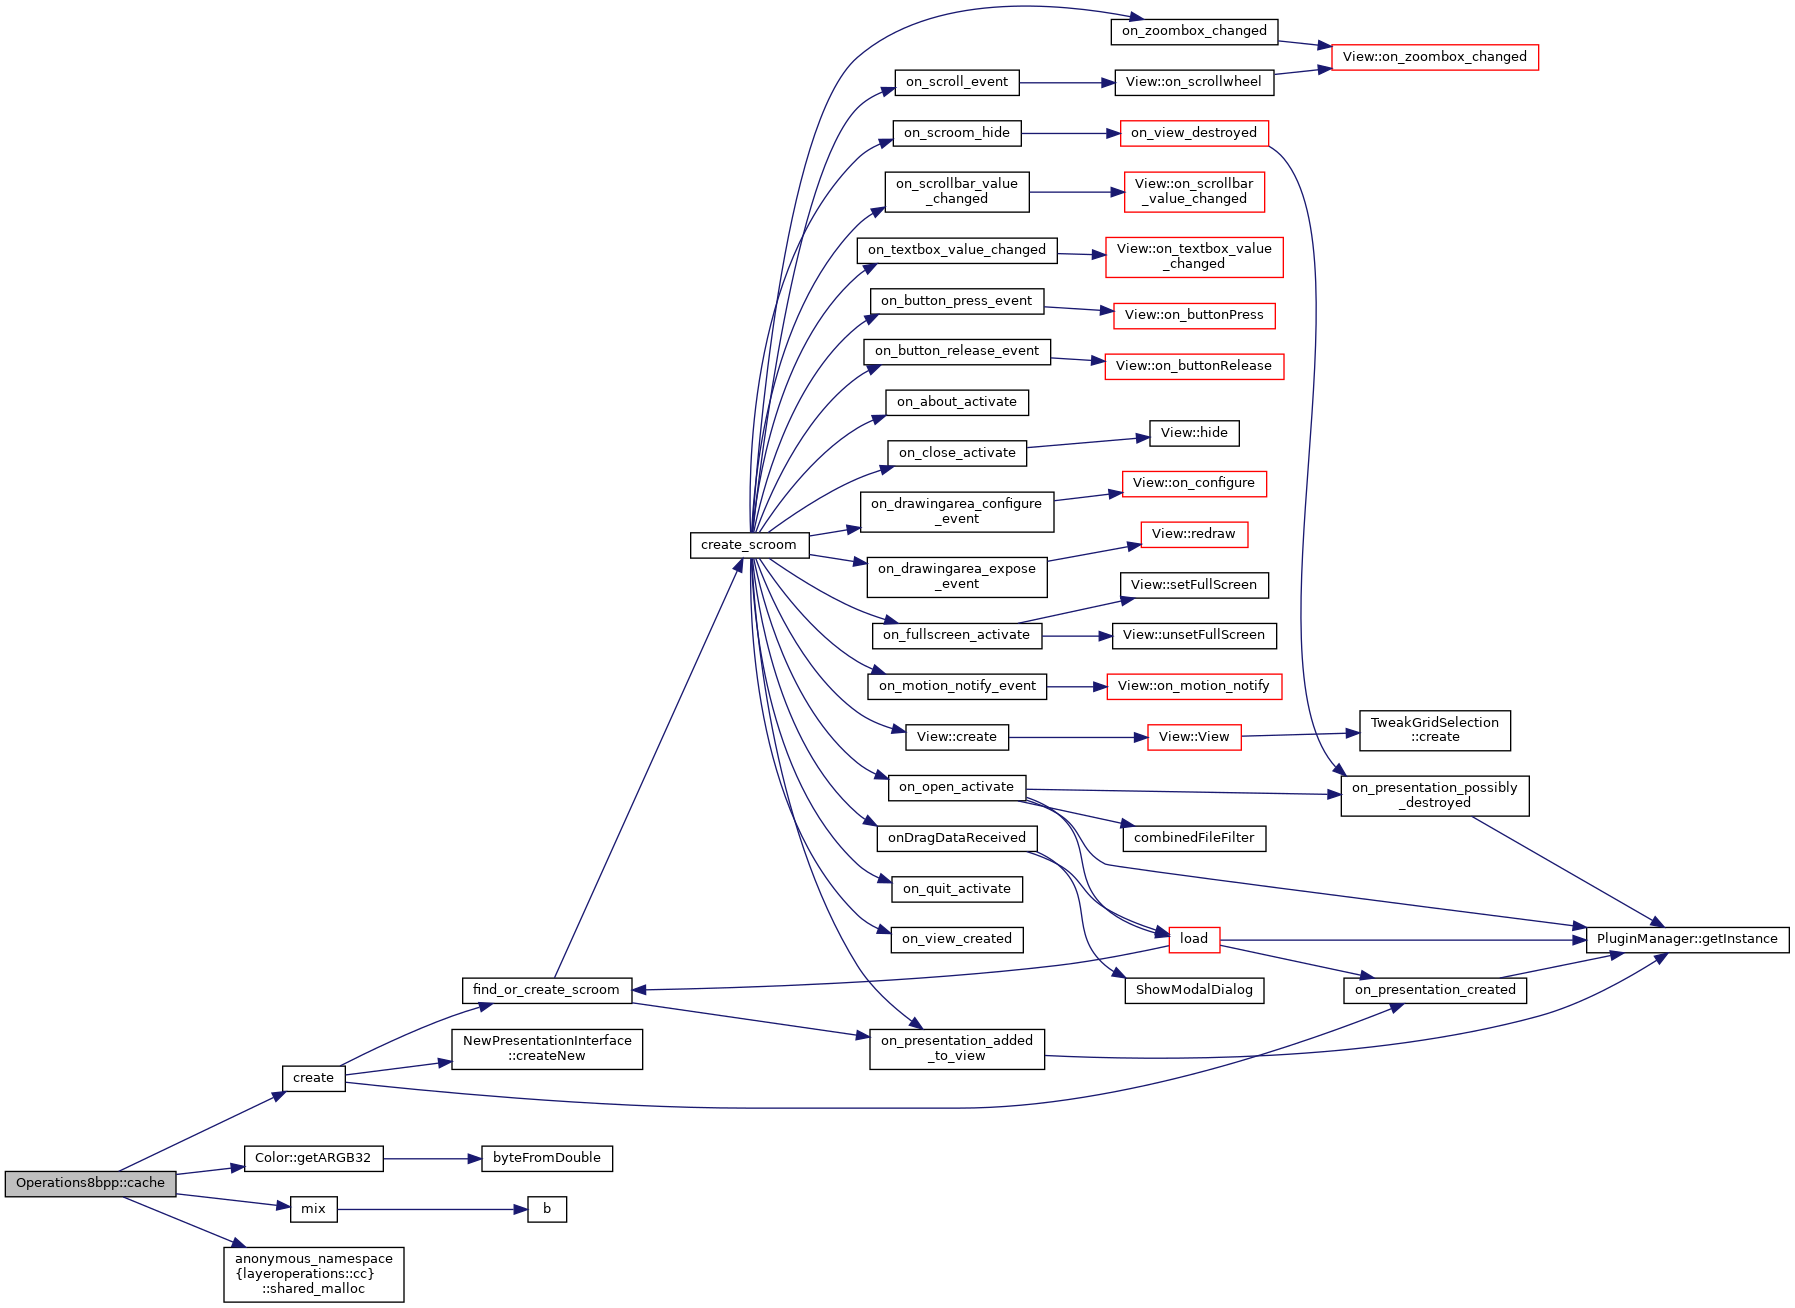 on_zoombox_changed
View::on_zoombox_changed
on_scroll_event
View::on_scrollwheel
on_scroom_hide
on_view_destroyed
on_scrollbar_value
_changed
View::on_scrollbar
_value_changed
on_textbox_value_changed
View::on_textbox_value
_changed
on_button_press_event
View::on_buttonPress
on_button_release_event
View::on_buttonRelease
on_about_activate
on_close_activate
View::hide
on_drawingarea_configure
_event
View::on_configure
create_scroom
on_drawingarea_expose
_event
View::redraw
View::setFullScreen
on_fullscreen_activate
View::unsetFullScreen
on_motion_notify_event
View::on_motion_notify
View::create
View::View
TweakGridSelection
::create
on_open_activate
on_presentation_possibly
_destroyed
onDragDataReceived
combinedFileFilter
on_quit_activate
on_view_created
load
PluginManager::getInstance
find_or_create_scroom
ShowModalDialog
on_presentation_created
NewPresentationInterface
::createNew
on_presentation_added
_to_view
create
Color::getARGB32
byteFromDouble
Operations8bpp::cache
mix
b
anonymous_namespace
{layeroperations::cc}
::shared_malloc